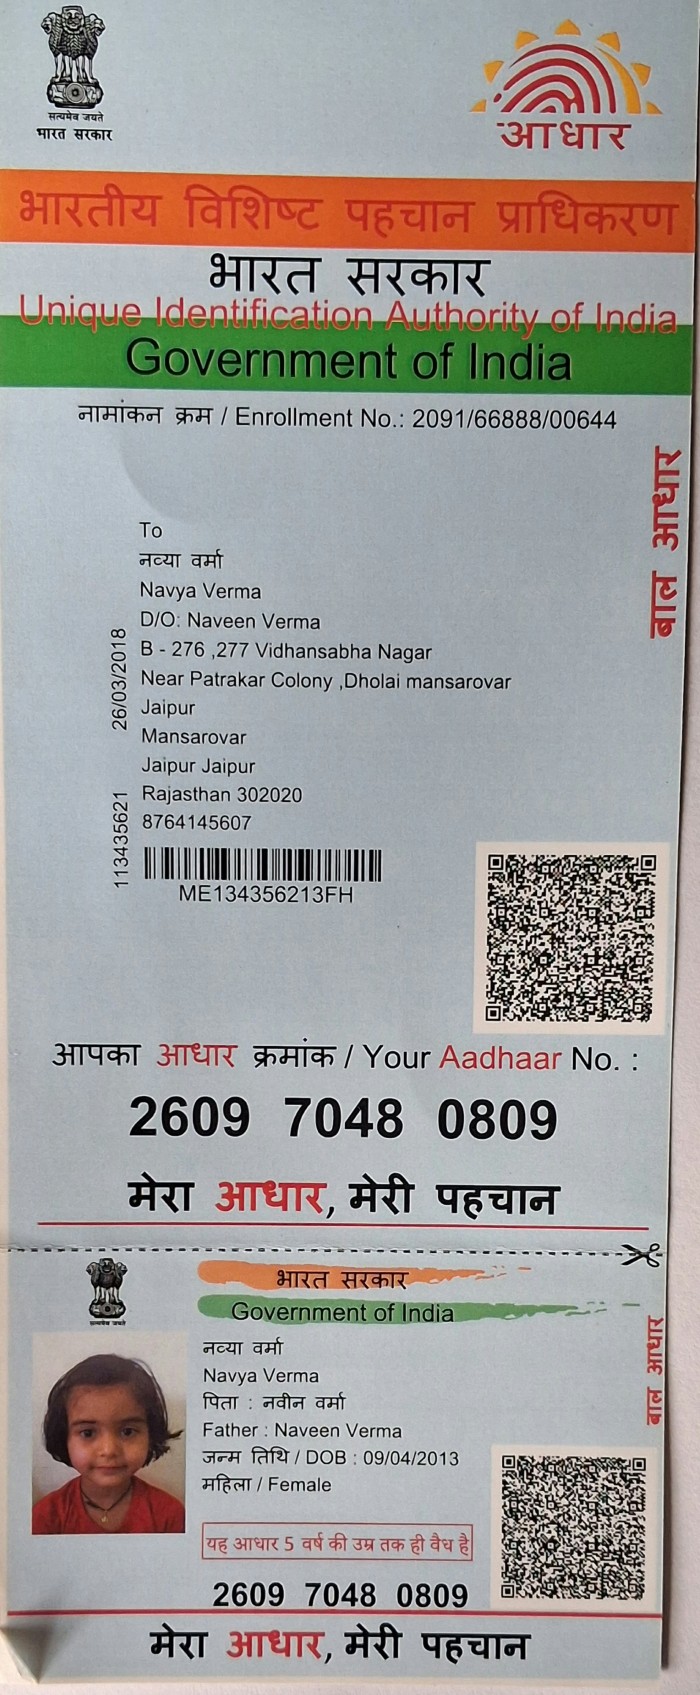 सत्यमेव जयते
भारत सरकार
आधार
भारतीय विशिष्ट पहचान प्राधिकरण
भारत सरकार
Unique Identification Authority of India
Government of India
नामांकन क्रम / Enrollment No.: 2091/66888/00644
बाल आधार
To
नव्या वर्मा
Navya Verma
D/O: Naveen Verma
B - 276 ,277 Vidhansabha Nagar
Near Patrakar Colony ,Dholai mansarovar
Jaipur
Mansarovar
Jaipur Jaipur
Rajasthan 302020
8764145607
26/03/2018
113435621
ME134356213FH
आपका आधार क्रमांक / Your Aadhaar No. :
2609 7048 0809
मेरा आधार, मेरी पहचान
सत्यमेव जयते
भारत सरकार
Government of India
बाल आधार
नव्या वर्मा
Navya Verma
पिता : नवीन वर्मा
Father : Naveen Verma
जन्म तिथि / DOB : 09/04/2013
महिला / Female
यह आधार 5 वर्ष की उम्र तक ही वैध है
2609 7048 0809
मेरा आधार, मेरी पहचान